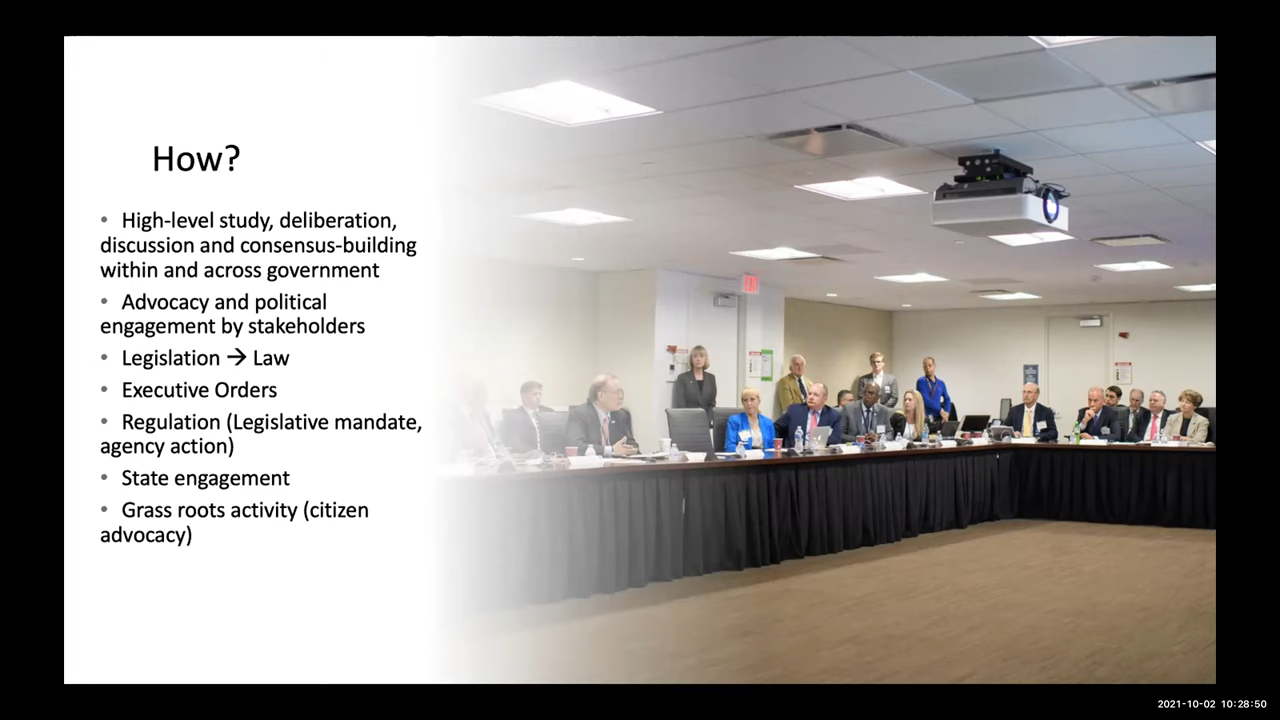 How?
• High-level study, deliberation,
discussion and consensus-building
within and across government
• Advocacy and political
engagement by stakeholders
• Legislation → Law
• Executive Orders
• Regulation (Legislative mandate,
agency action)
• State engagement
• Grass roots activity (citizen
advocacy)
2021-10-02 10:28:50